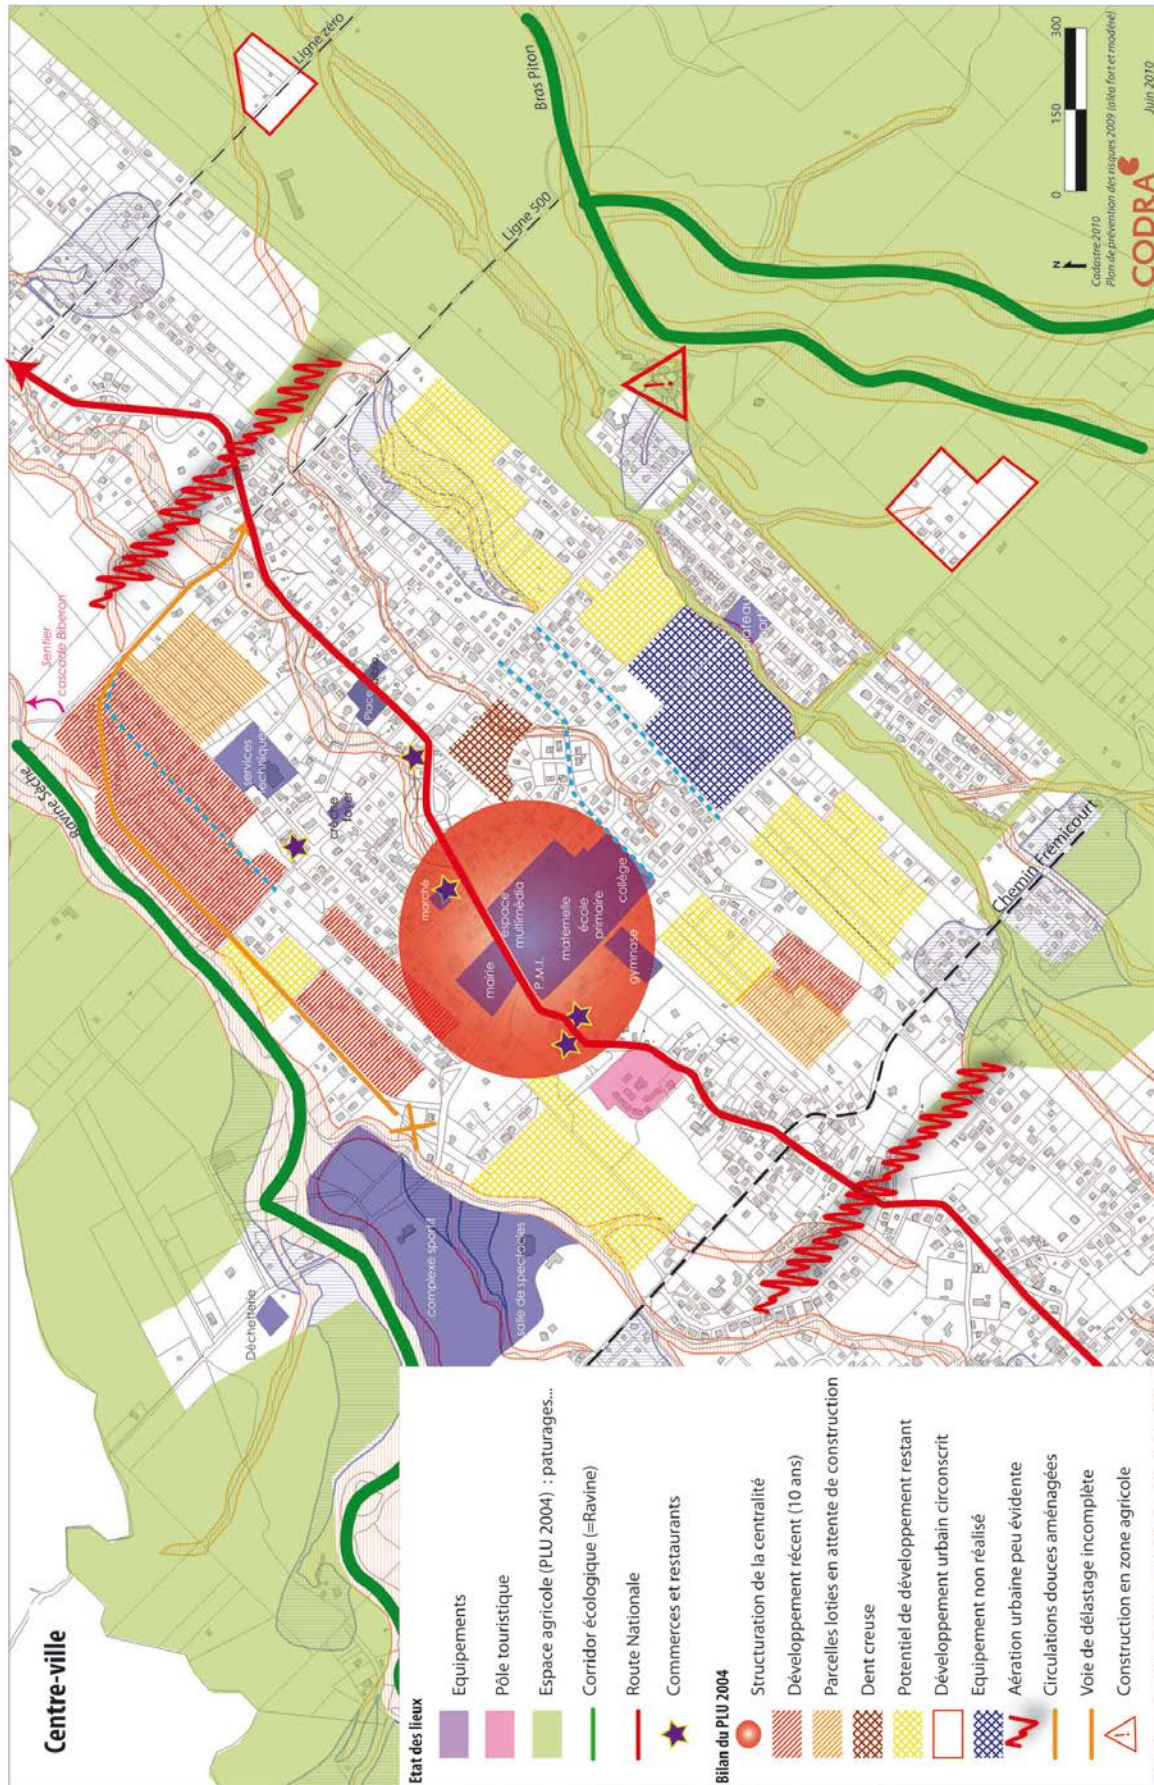 Centre-ville
Etat des lieux
Equipements
Pôle touristique
Espace agricole (PLU 2004) : paturages...
Corridor écologique (=Ravine)
Route Nationale
Commerces et restaurants
Bilan du PLU 2004
Structuration de la centralité
Développement récent (10 ans)
Parcelles loties en attente de construction
Dent creuse
Potentiel de développement restant
Développement urbain circonscrit
Equipement non réalisé
Aération urbaine peu évidente
Circulations douces aménagées
Voie de délastage incomplète
Construction en zone agricole
Déchetterie
complexe sportif
salle de spectacles
Ravine Sèche
Sentier
cascade Biberon
services
techniques
crèche
foyer
Place
marché
mairie
espace
multimédia
P.M.I.
maternelle
école
primaire
collège
gymnase
Chemin Frémicourt
Ligne zéro
Ligne 500
Bras Piton
N
0
150
300
Cadastre 2010
Plan de prévention des risques 2009 (aléa fort et modéré)
CODRA
Juin 2010